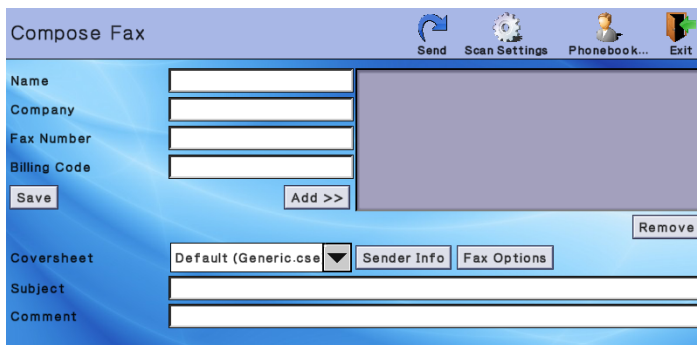 Compose Fax
Send Scan Settings Phonebook... Exit
Name
Company
Fax Number
Billing Code
Save Add >>
Remove
Coversheet Default (Generic.cse Sender Info Fax Options
Subject
Comment